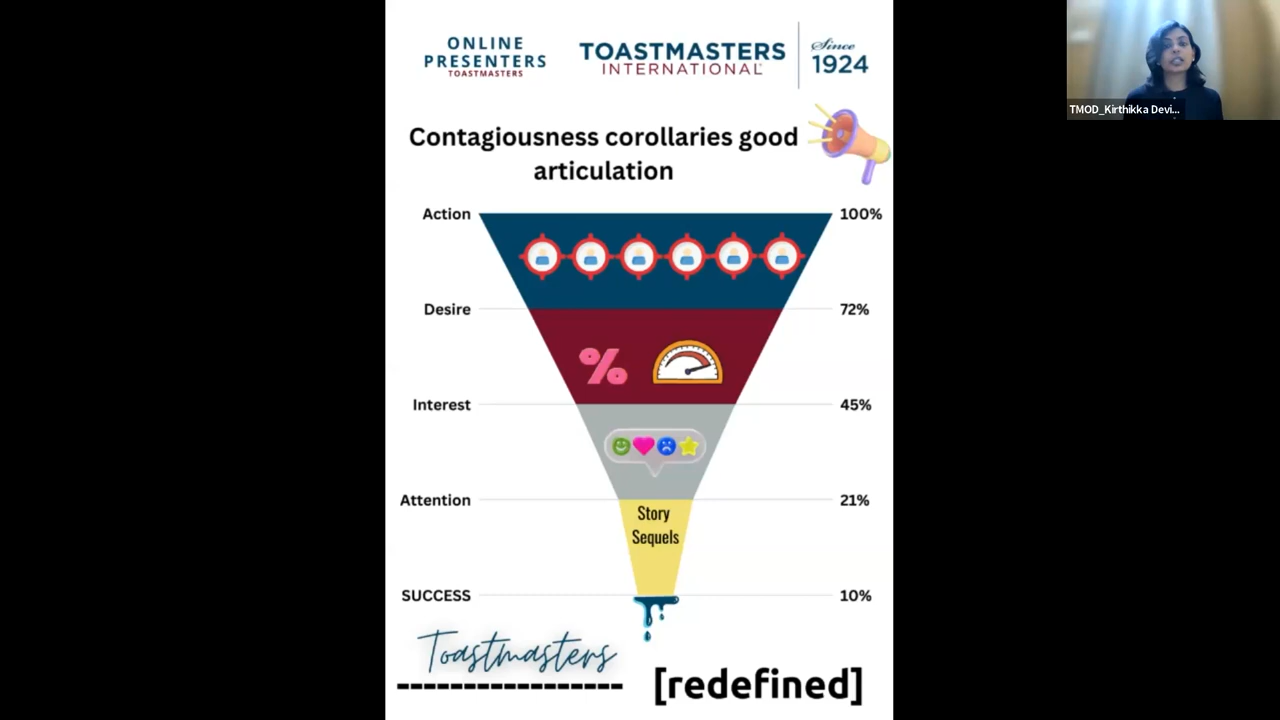 ONLINE
PRESENTERS
TOASTMASTERS
TOASTMASTERS
INTERNATIONAL
Since
1924
TMOD_Kirthikka Devi...
Contagiousness corollaries good
articulation
Action 100%
Desire 72%
%
Interest 45%
Attention 21%
Story
Sequels
SUCCESS 10%
Toastmasters
[redefined]